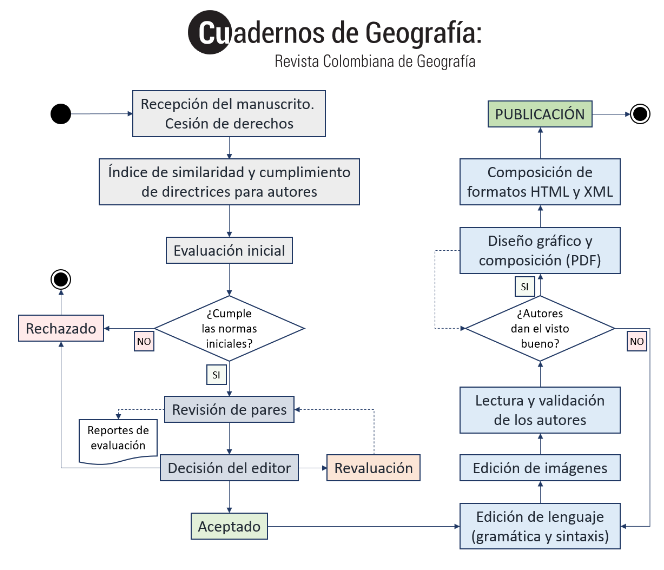 Cuadernos de Geografía:
Revista Colombiana de Geografía
Recepción del manuscrito.
Cesión de derechos
Índice de similaridad y cumplimiento
de directrices para autores
Evaluación inicial
¿Cumple
las normas
iniciales?
NO
Rechazado
SI
Revisión de pares
Reportes de
evaluación
Decisión del editor
Revaluación
Aceptado
Edición de lenguaje
(gramática y sintaxis)
Edición de imágenes
Lectura y validación
de los autores
¿Autores
dan el visto
bueno?
NO
SI
Diseño gráfico y
composición (PDF)
Composición de
formatos HTML y XML
PUBLICACIÓN